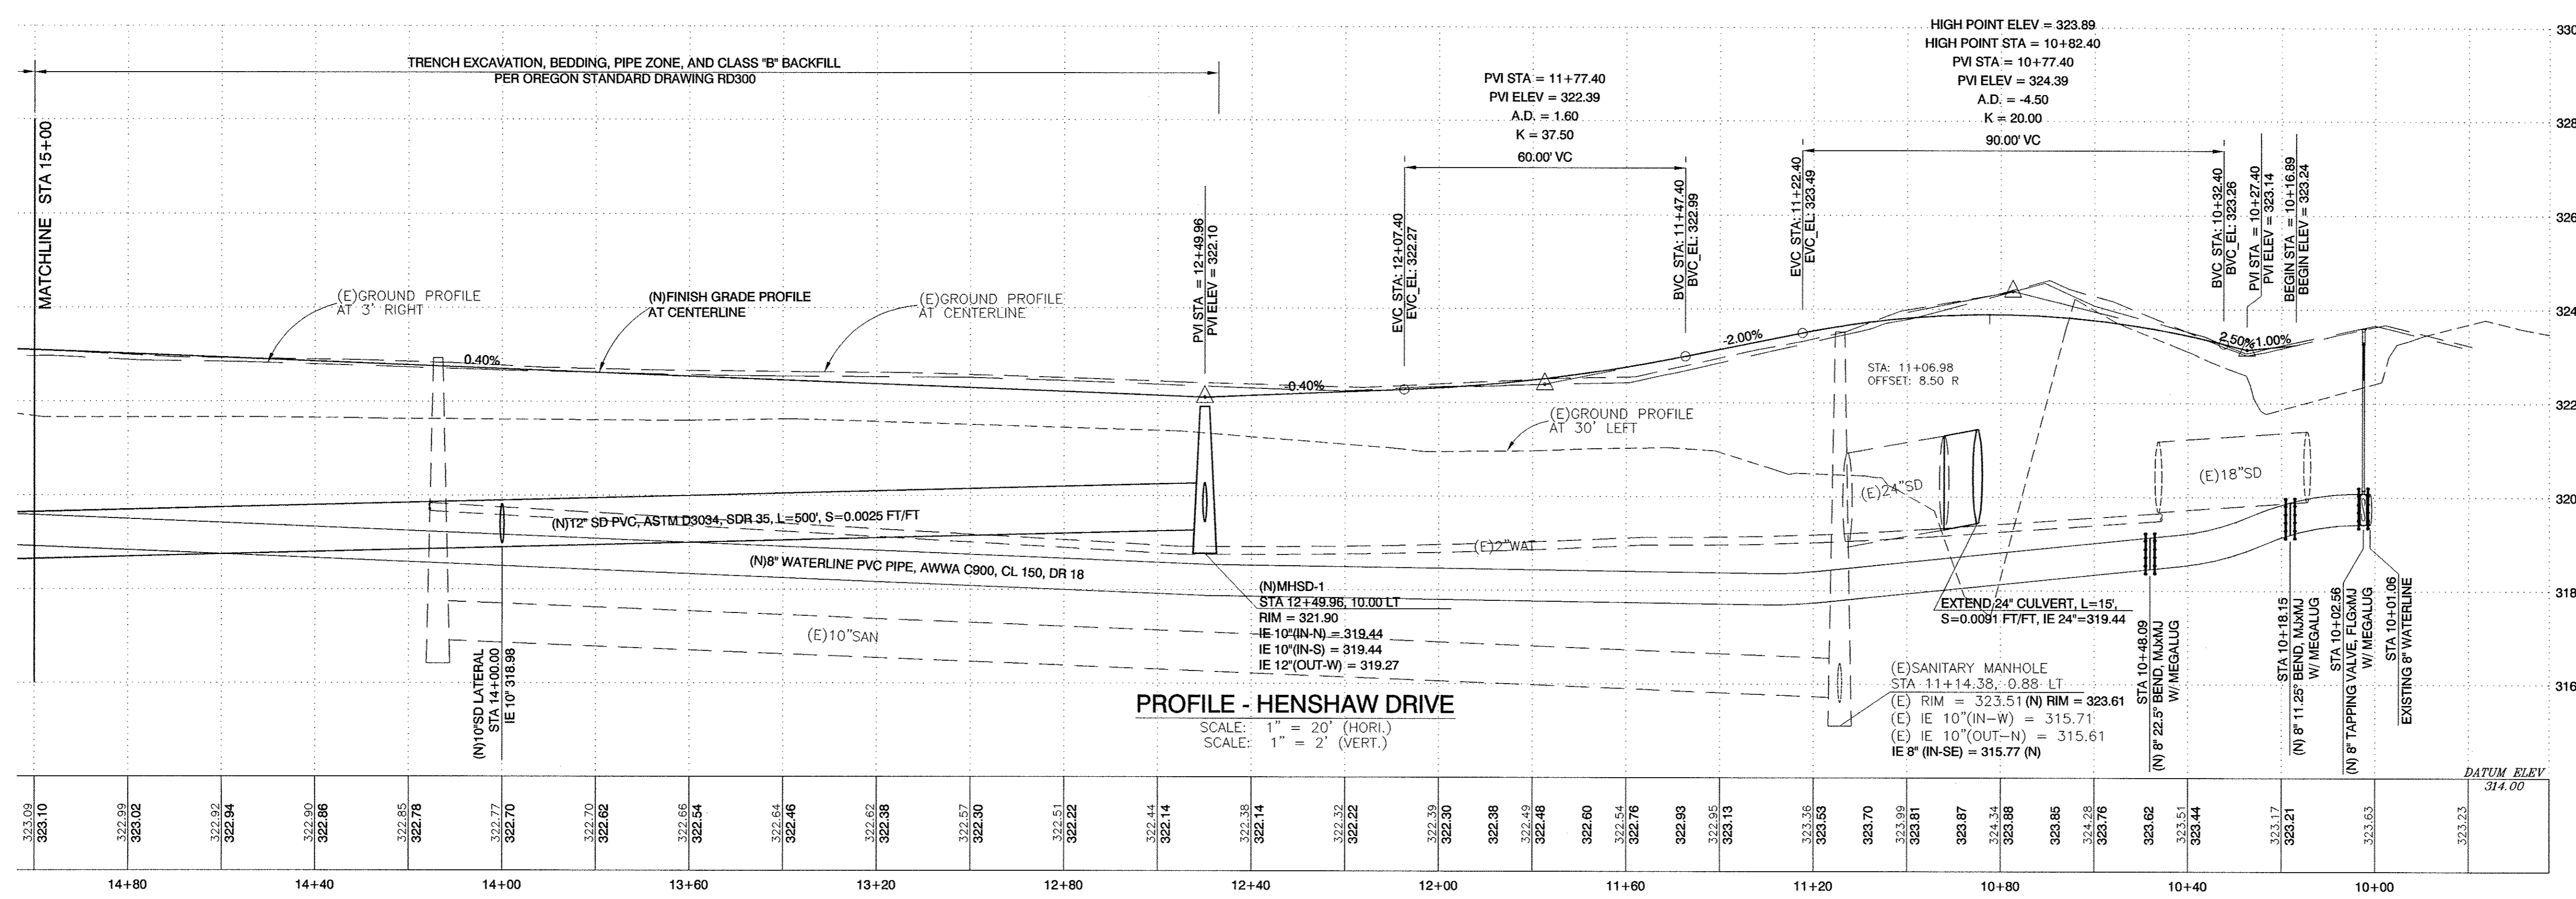 HIGH POINT ELEV = 323.89
HIGH POINT STA = 10+82.40
PVI STA = 10+77.40
PVI ELEV = 324.39
A.D. = -4.50
K = 20.00
90.00' VC
TRENCH EXCAVATION, BEDDING, PIPE ZONE, AND CLASS "B" BACKFILL
PER OREGON STANDARD DRAWING RD300
PVI STA = 11+77.40
PVI ELEV = 322.39
A.D. = 1.60
K = 37.50
60.00' VC
330
328
326
324
322
320
318
316
MATCHLINE STA 15+00
PVI STA = 12+49.96
PVI ELEV = 322.10
EVC STA: 12+07.40
EVC_EL: 322.27
BVC STA: 11+47.40
BVC_EL: 322.99
EVC STA: 11+22.40
EVC_EL: 323.49
BVC STA: 10+32.40
BVC_EL: 323.26
PVI STA = 10+27.40
PVI ELEV = 323.14
BEGIN STA = 10+16.89
BEGIN ELEV = 323.24
(E)GROUND PROFILE
AT 3' RIGHT
(N)FINISH GRADE PROFILE
AT CENTERLINE
(E)GROUND PROFILE
AT CENTERLINE
0.40%
-0.40%
-2.00%
2.50%
-1.00%
STA: 11+06.98
OFFSET: 8.50 R
(E)GROUND PROFILE
AT 30' LEFT
(E)24"SD
(E)18"SD
(N)12" SD PVC, ASTM D3034, SDR 35, L=500', S=0.0025 FT/FT
(E)2"WAT
(N)8" WATERLINE PVC PIPE, AWWA C900, CL 150, DR 18
(E)10"SAN
(N)MHSD-1
STA 12+49.96, 10.00 LT
RIM = 321.90
IE 10"(IN-N) = 319.44
IE 10"(IN-S) = 319.44
IE 12"(OUT-W) = 319.27
EXTEND 24" CULVERT, L=15',
S=0.0091 FT/FT, IE 24"=319.44
(E)SANITARY MANHOLE
STA 11+14.38, 0.88 LT
(E) RIM = 323.51 (N) RIM = 323.61
(E) IE 10"(IN-W) = 315.71
(E) IE 10"(OUT-N) = 315.61
IE 8" (IN-SE) = 315.77 (N)
(N)10"SD LATERAL
STA 14+00.00
IE 10" 318.98
STA 10+48.09
(N) 8" 22.5° BEND, MJxMJ
W/ MEGALUG
STA 10+18.15
(N) 8" 11.25° BEND, MJxMJ
W/ MEGALUG
STA 10+02.56
(N) 8" TAPPING VALVE, FLGxMJ
W/ MEGALUG
STA 10+01.06
EXISTING 8" WATERLINE
PROFILE - HENSHAW DRIVE
SCALE: 1" = 20' (HORI.)
SCALE: 1" = 2' (VERT.)
DATUM ELEV
314.00
323.09
323.10
322.99
323.02
322.92
322.94
322.90
322.86
322.85
322.78
322.77
322.70
322.70
322.62
322.66
322.54
322.64
322.46
322.62
322.38
322.57
322.30
322.51
322.22
322.44
322.14
322.38
322.14
322.32
322.22
322.39
322.30
322.38
322.49
322.48
322.60
322.54
322.76
322.93
322.95
323.13
323.36
323.53
323.70
323.99
323.81
323.87
324.34
323.88
323.85
324.28
323.76
323.62
323.51
323.44
323.17
323.21
323.63
323.23
14+80
14+40
14+00
13+60
13+20
12+80
12+40
12+00
11+60
11+20
10+80
10+40
10+00